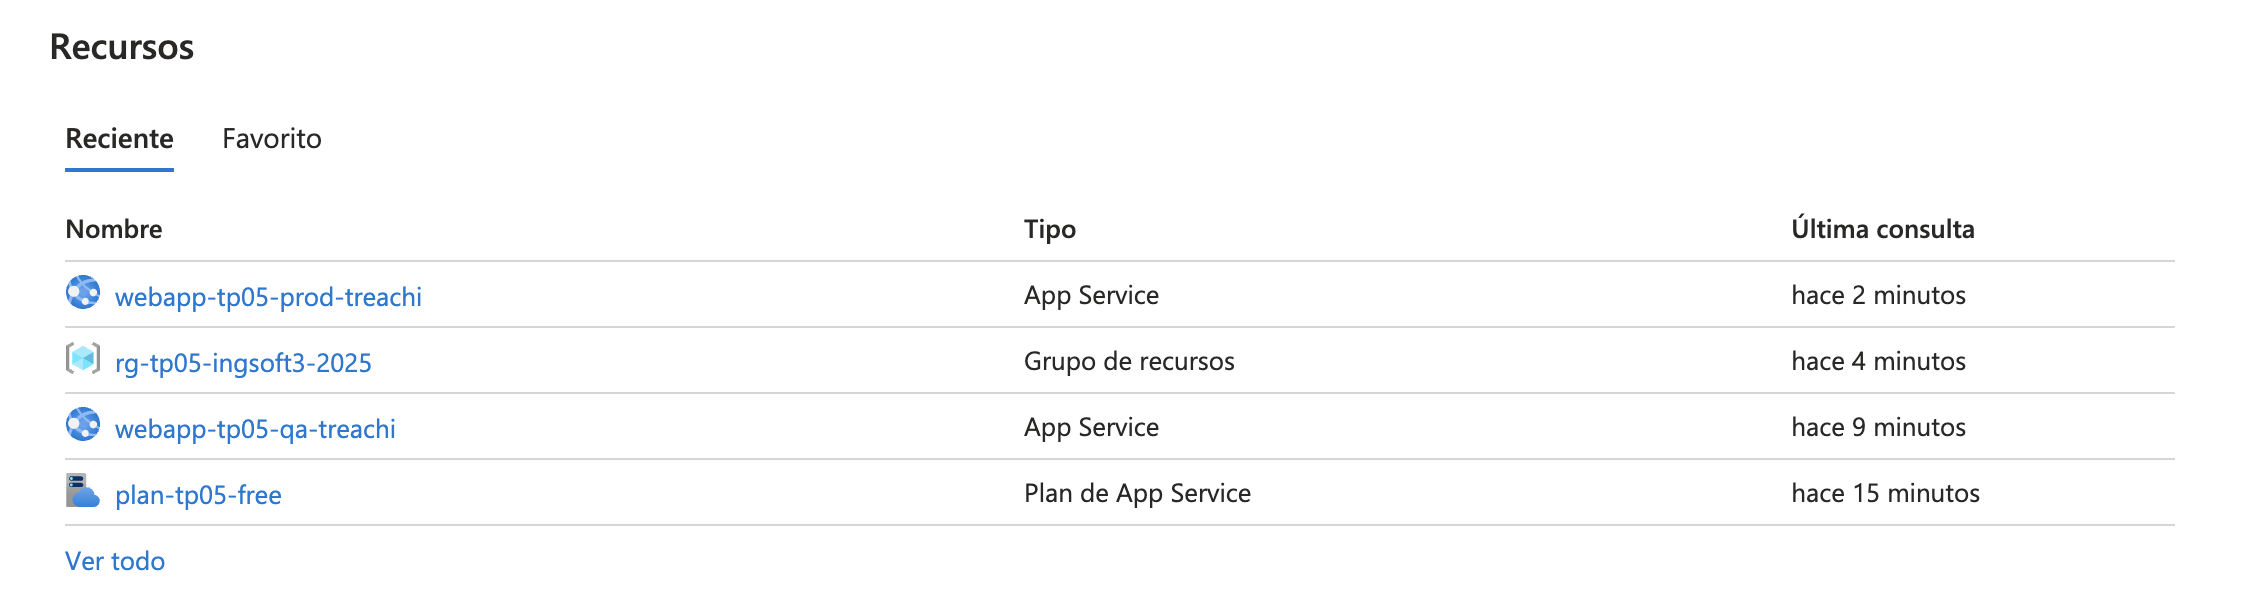 Recursos
Reciente Favorito
Nombre Tipo Última consulta
webapp-tp05-prod-treachi App Service hace 2 minutos
rg-tp05-ingsoft3-2025 Grupo de recursos hace 4 minutos
webapp-tp05-qa-treachi App Service hace 9 minutos
plan-tp05-free Plan de App Service hace 15 minutos
Ver todo